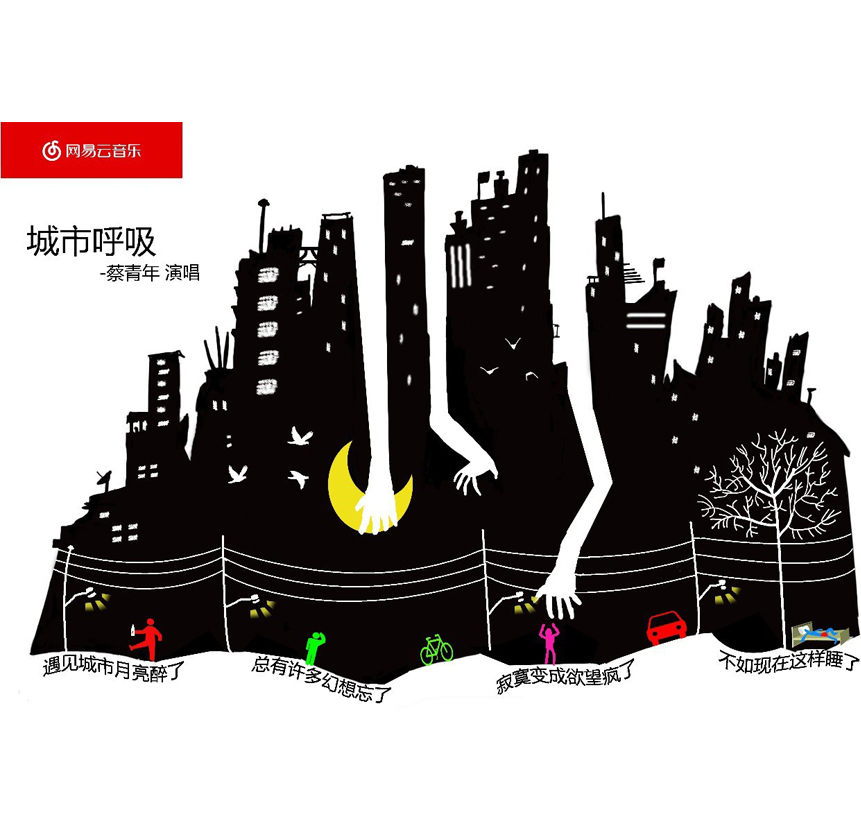 网易云音乐
城市呼吸
-蔡青年 演唱
遇见城市月亮醉了
总有许多幻想忘了
寂寞变成欲望疯了
不如现在这样睡了